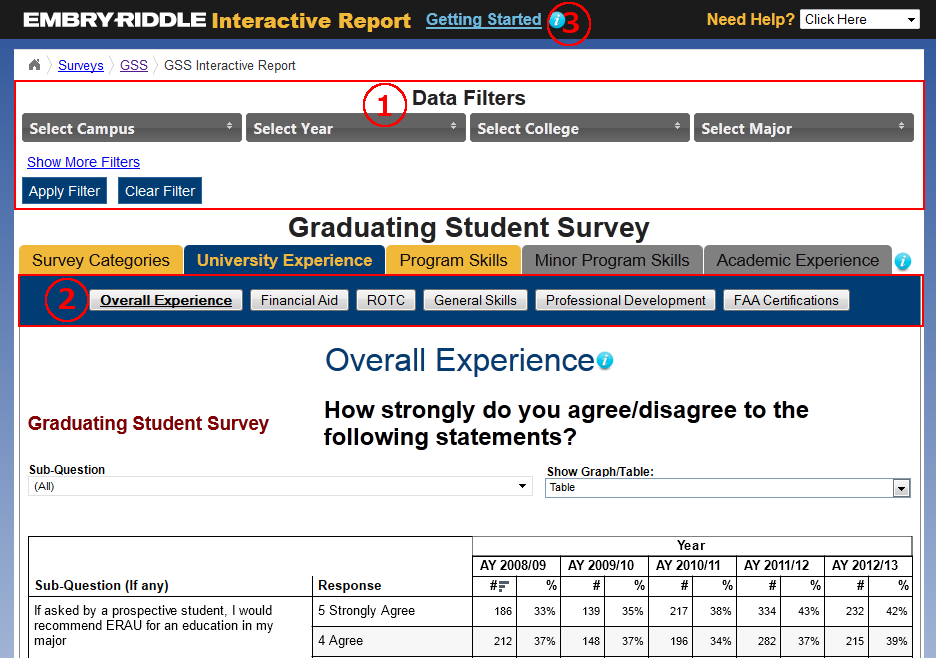 EMBRY-RIDDLE Interactive Report Getting Started i 3 Need Help? Click Here
Surveys GSS GSS Interactive Report
1 Data Filters
Select Campus Select Year Select College Select Major
Show More Filters
Apply Filter Clear Filter
Graduating Student Survey
Survey Categories University Experience Program Skills Minor Program Skills Academic Experience i
2 Overall Experience Financial Aid ROTC General Skills Professional Development FAA Certifications
Overall Experience i
Graduating Student Survey
How strongly do you agree/disagree to the
following statements?
Sub-Question Show Graph/Table:
(All) Table
Year
AY 2008/09 AY 2009/10 AY 2010/11 AY 2011/12 AY 2012/13
Sub-Question (If any) Response # % # % # % # % # %
If asked by a prospective student, I would
recommend ERAU for an education in my
major
5 Strongly Agree 186 33% 139 35% 217 38% 334 43% 232 42%
4 Agree 212 37% 148 37% 196 34% 282 37% 215 39%